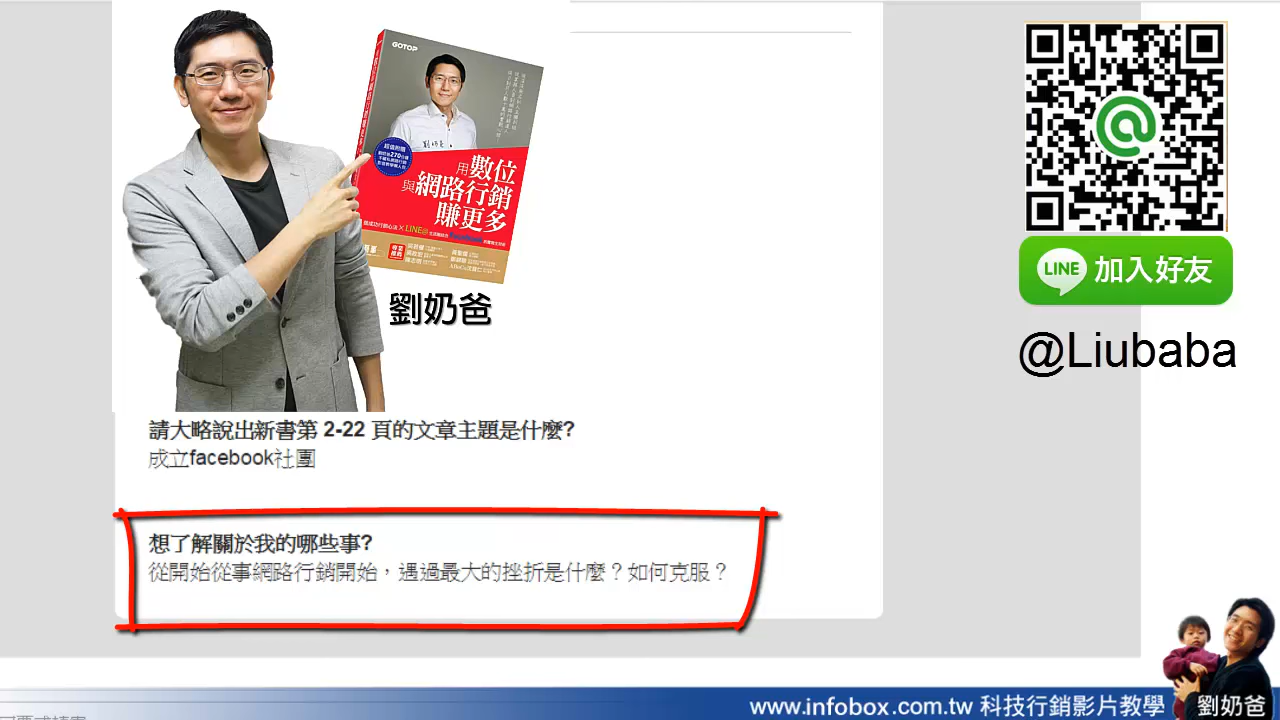 GOTOP
超值附贈
用數位
與網路行銷
賺更多
劉奶爸
LINE 加入好友
@Liubaba
請大略說出新書第 2-22 頁的文章主題是什麼?
成立facebook社團
想了解關於我的哪些事?
從開始從事網路行銷開始，遇過最大的挫折是什麼？如何克服？
www.infobox.com.tw 科技行銷影片教學
劉奶爸